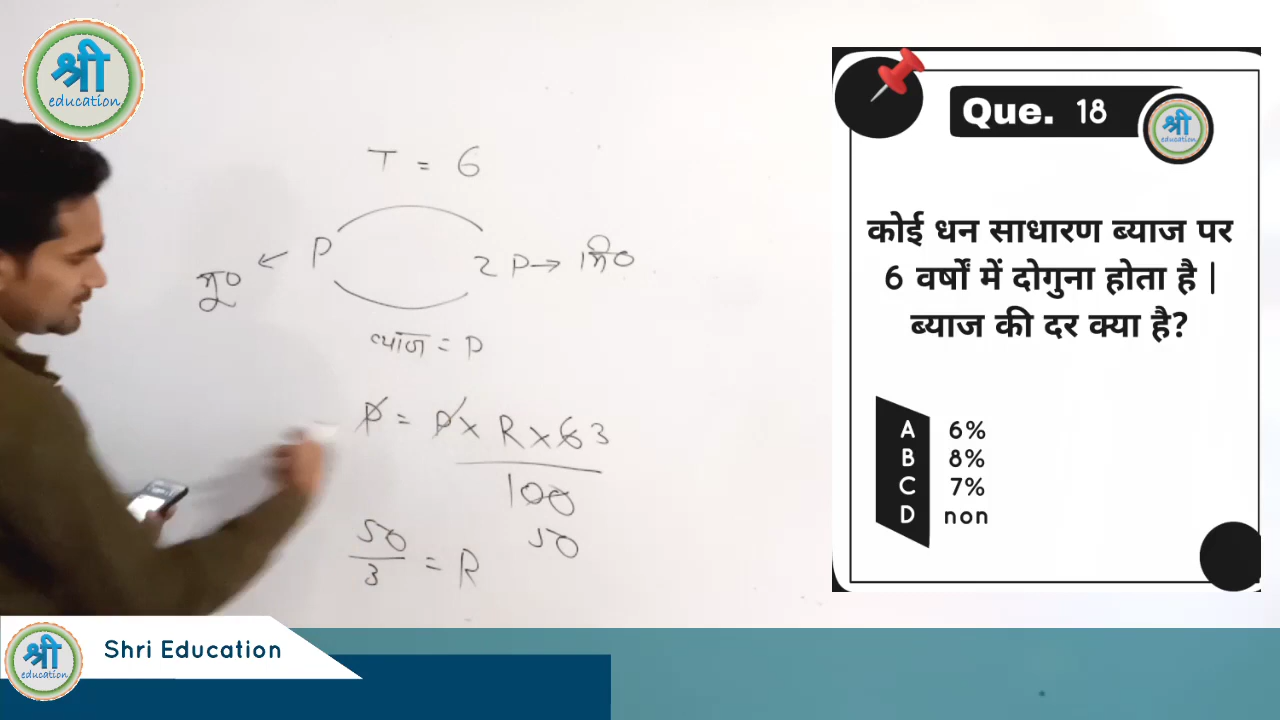 श्री
education
T = 6
P
2P → मि०
मू०
ब्याज = P
P = P × R × 6 3
100
50
50
3
= R
Que. 18
श्री
education
कोई धन साधारण ब्याज पर
6 वर्षों में दोगुना होता है |
ब्याज की दर क्या है?
A 6%
B 8%
C 7%
D non
श्री
education
Shri Education